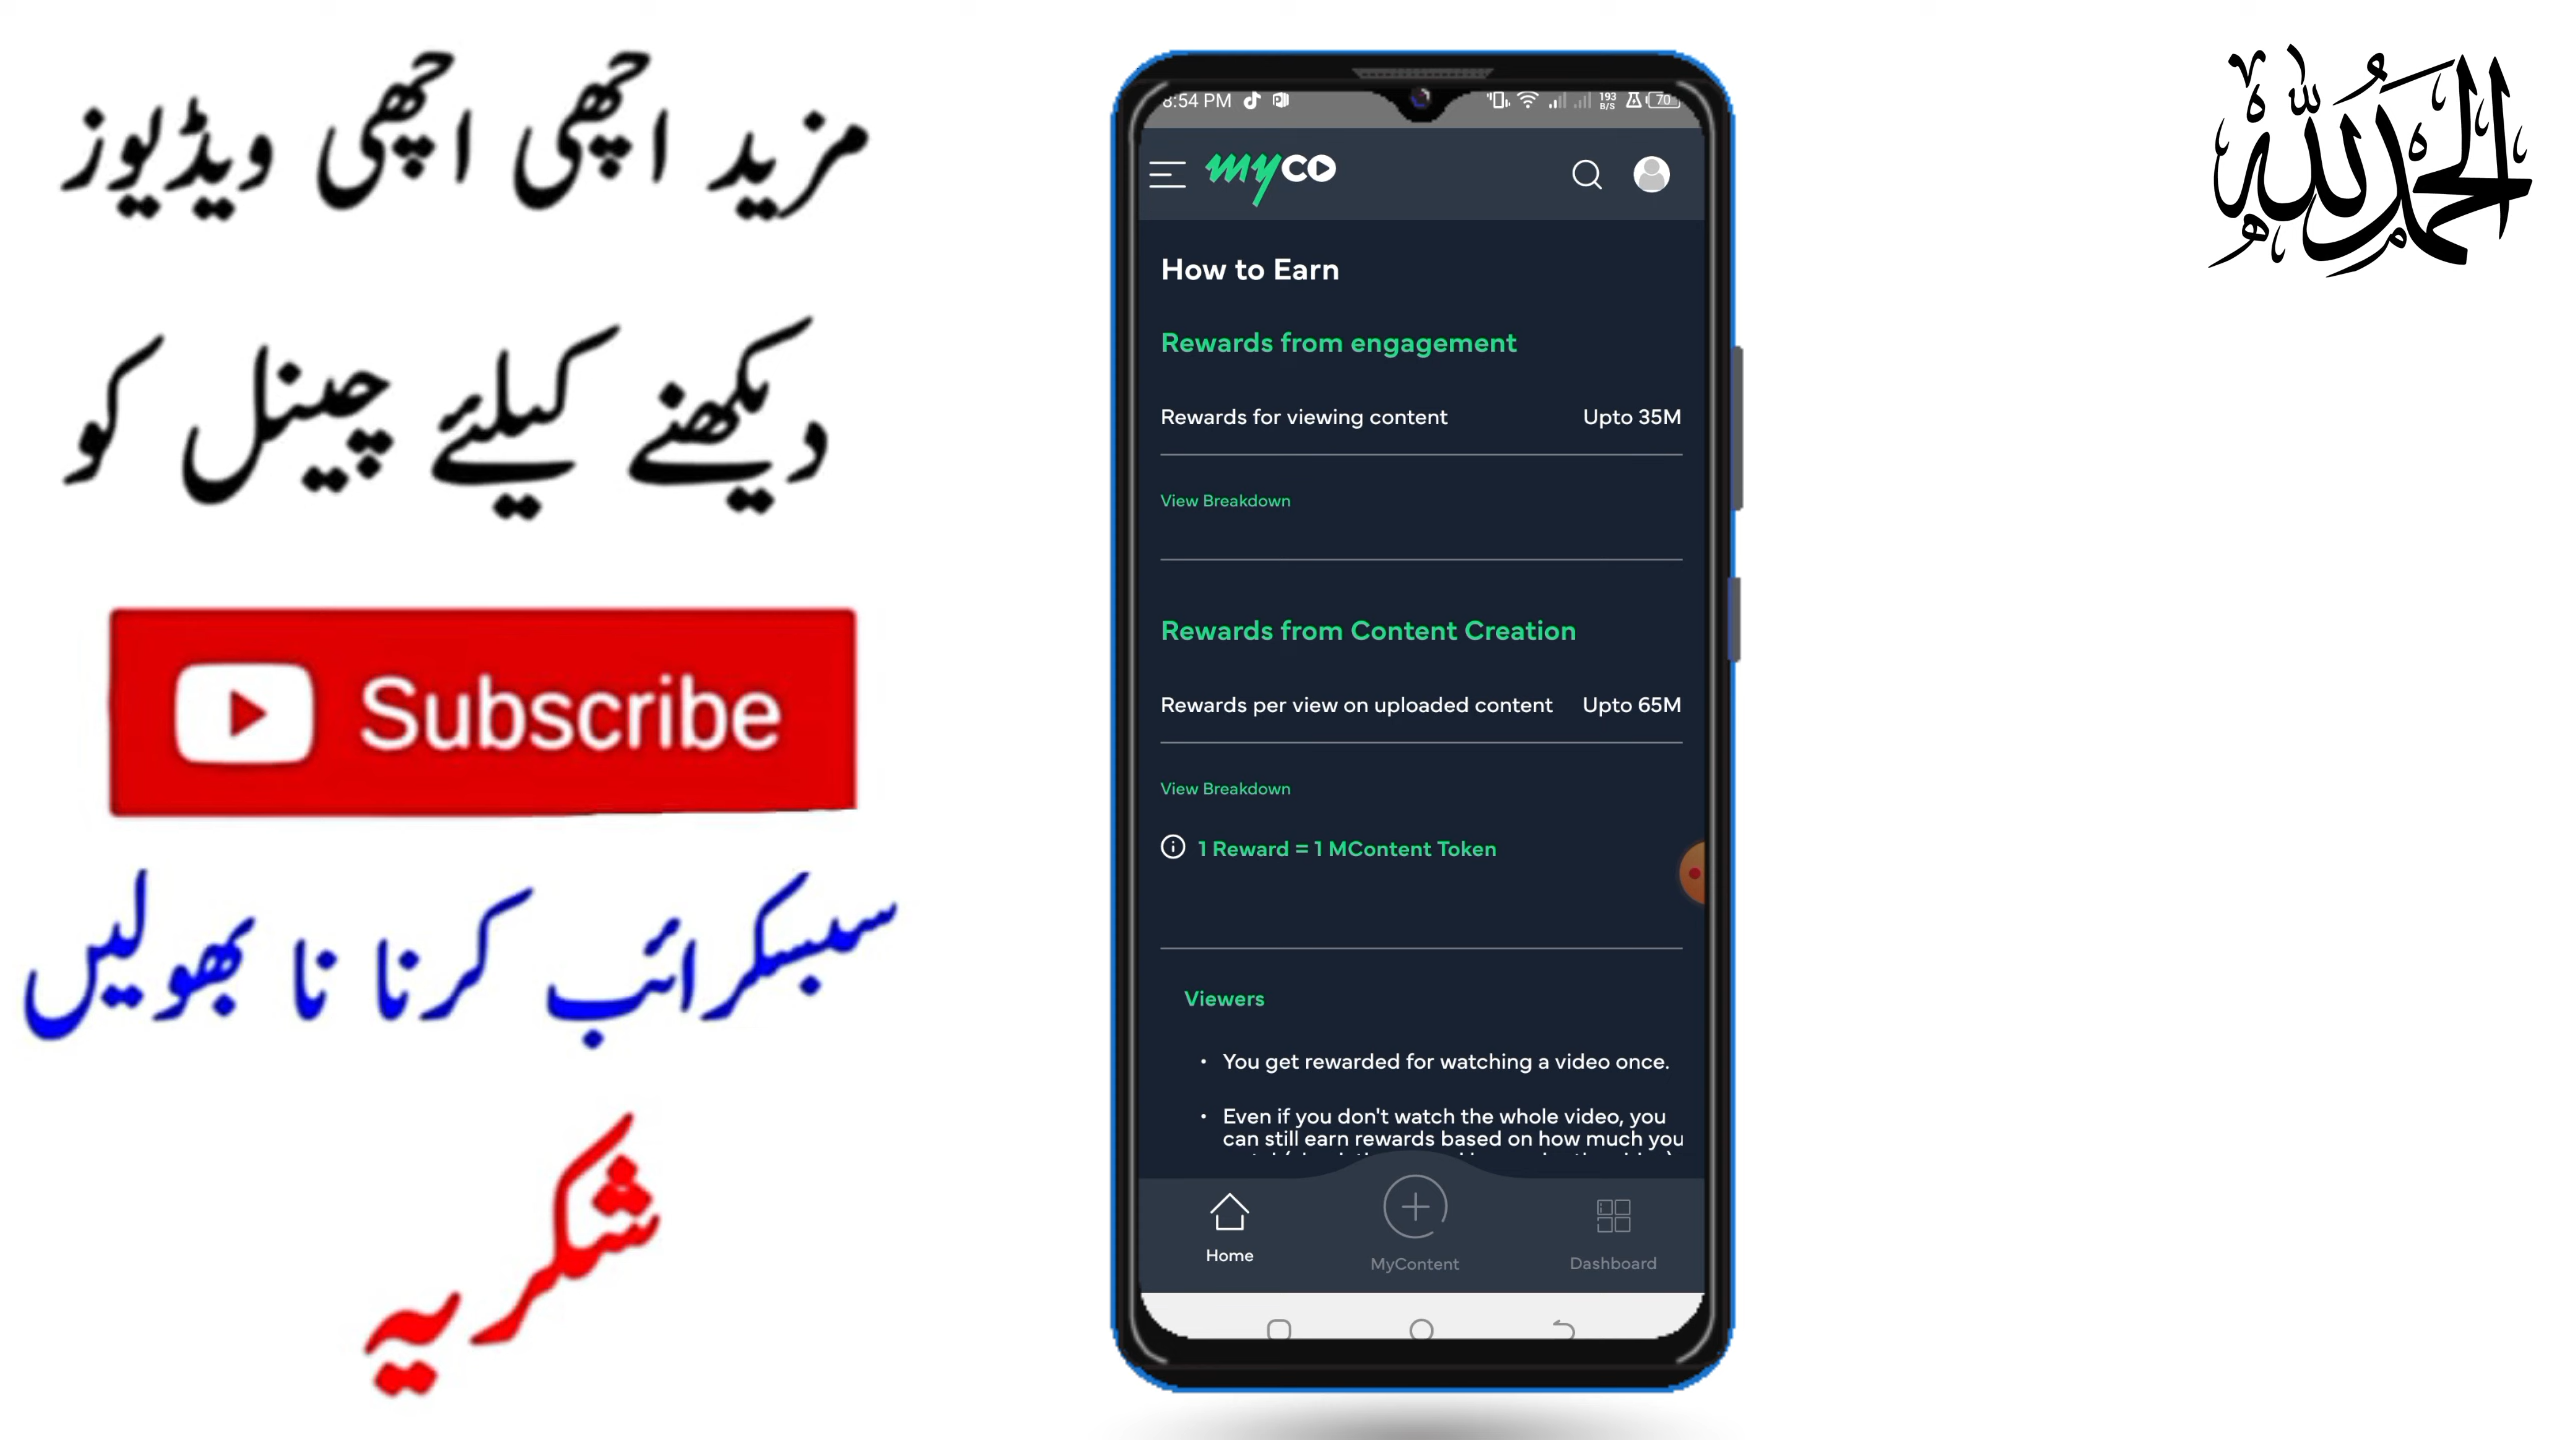 مزید اچھی اچھی ویڈیوز
دیکھنے کیلئے چینل کو
Subscribe
سبسکرائب کرنا نا بھولیں
شکریہ
8:54 PM
193 B/S
70
myco
How to Earn
Rewards from engagement
Rewards for viewing content Upto 35M
View Breakdown
Rewards from Content Creation
Rewards per view on uploaded content Upto 65M
View Breakdown
1 Reward = 1 MContent Token
Viewers
• You get rewarded for watching a video once.
• Even if you don't watch the whole video, you
can still earn rewards based on how much you
Home
MyContent
Dashboard
الحمد لله